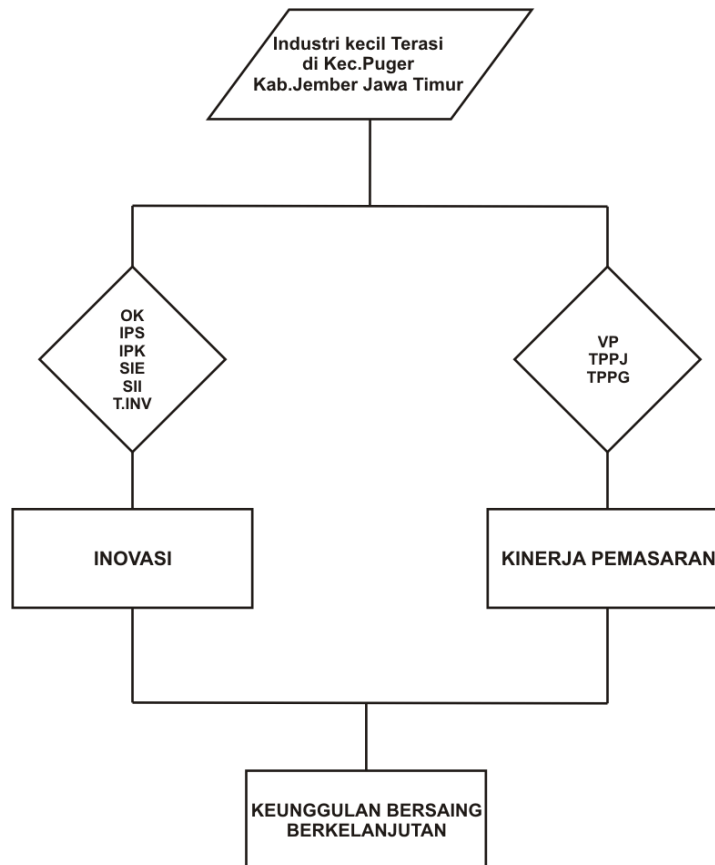 Industri kecil Terasi
di Kec.Puger
Kab.Jember Jawa Timur
OK
IPS
IPK
SIE
SII
T.INV
VP
TPPJ
TPPG
INOVASI
KINERJA PEMASARAN
KEUNGGULAN BERSAING
BERKELANJUTAN